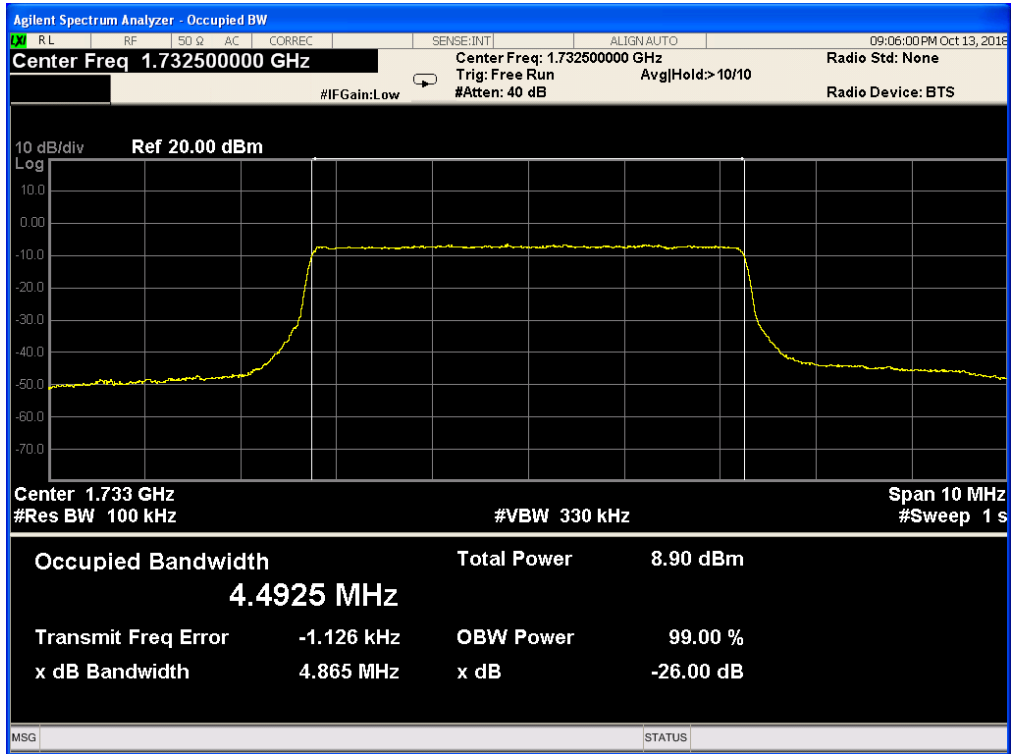 Agilent Spectrum Analyzer - Occupied BW
LXI RL RF 50 Ω AC CORREC SENSE:INT ALIGN AUTO 09:06:00 PM Oct 13, 2018
Center Freq 1.732500000 GHz Center Freq: 1.732500000 GHz Radio Std: None
Trig: Free Run Avg|Hold:>10/10
#IFGain:Low #Atten: 40 dB Radio Device: BTS
10 dB/div Ref 20.00 dBm
Log
10.0
0.00
-10.0
-20.0
-30.0
-40.0
-50.0
-60.0
-70.0
Center 1.733 GHz Span 10 MHz
#Res BW 100 kHz #VBW 330 kHz #Sweep 1 s
Occupied Bandwidth Total Power 8.90 dBm
4.4925 MHz
Transmit Freq Error -1.126 kHz OBW Power 99.00 %
x dB Bandwidth 4.865 MHz x dB -26.00 dB
MSG STATUS